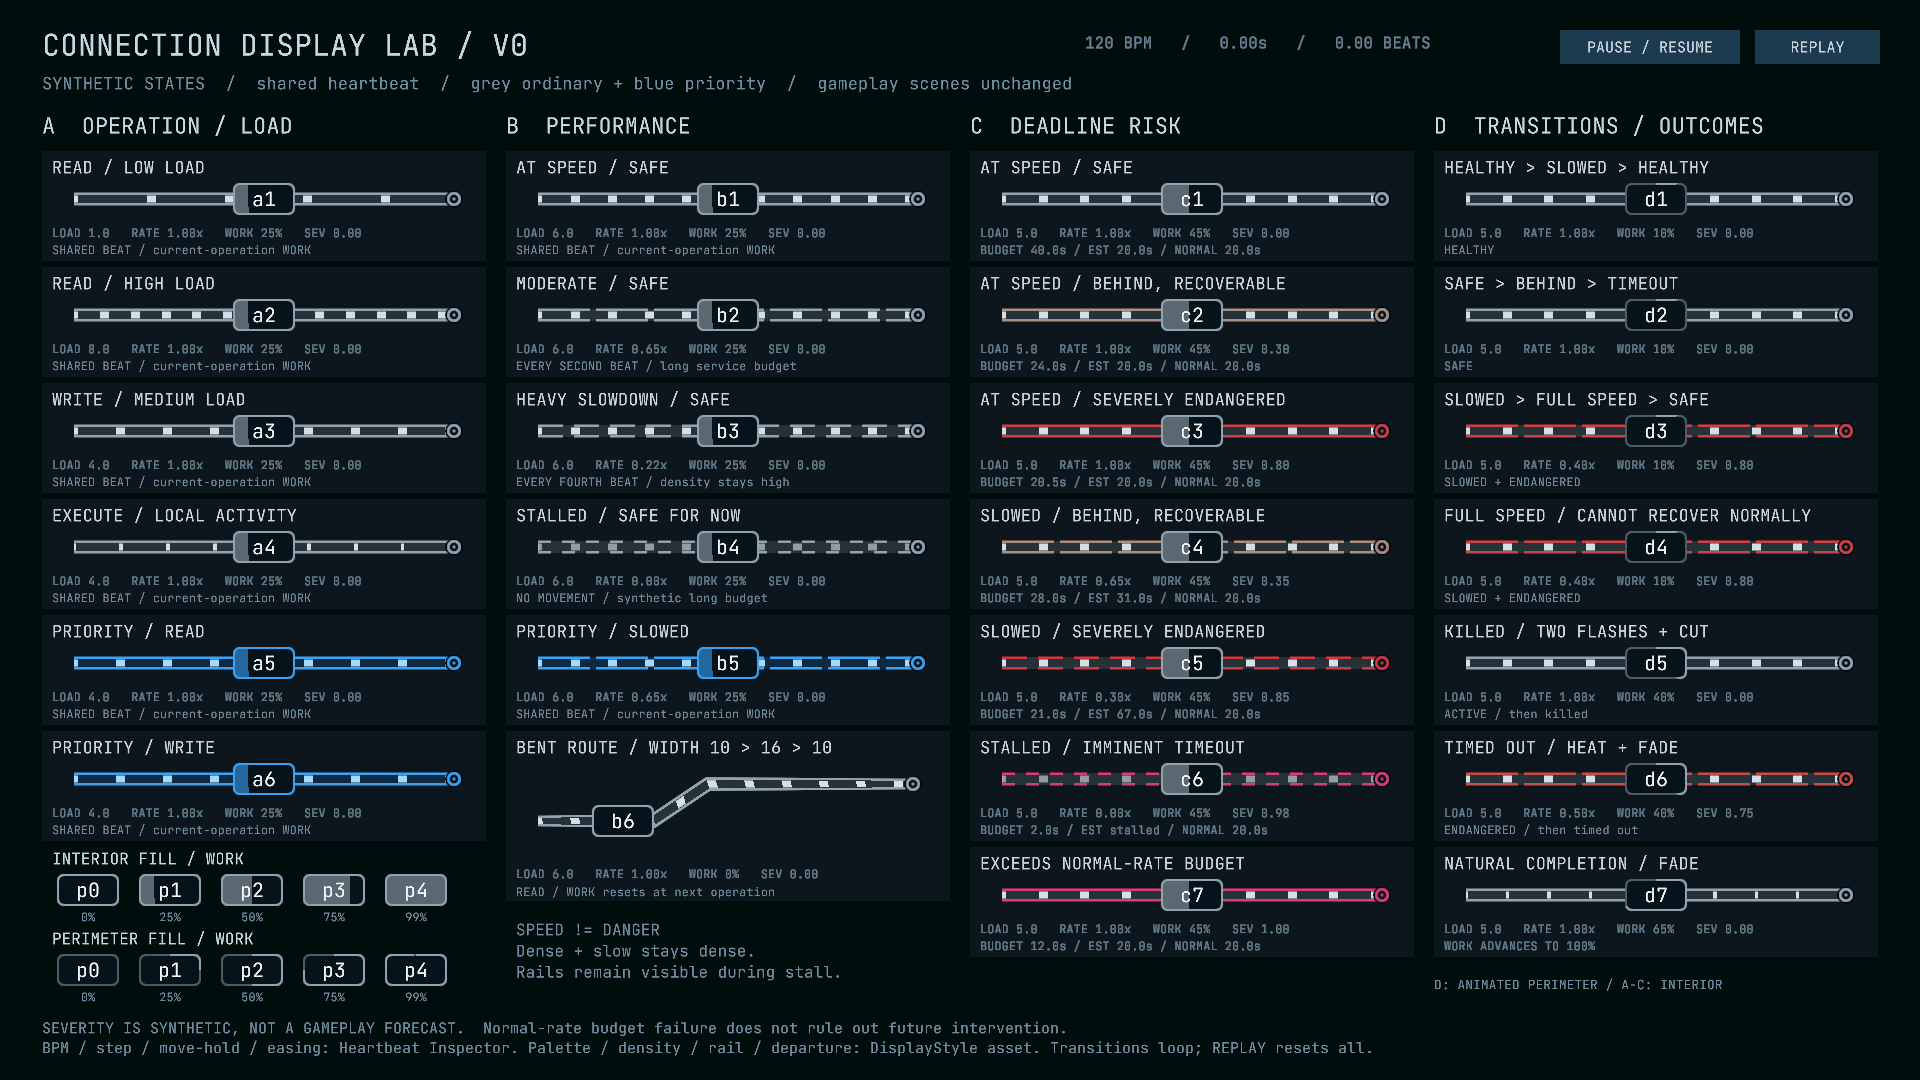 CONNECTION DISPLAY LAB / V0
120 BPM / 0.00s / 0.00 BEATS
PAUSE / RESUME
REPLAY
SYNTHETIC STATES / shared heartbeat / grey ordinary + blue priority / gameplay scenes unchanged
A OPERATION / LOAD
READ / LOW LOAD
a1
LOAD 1.0 RATE 1.00x WORK 25% SEV 0.00
SHARED BEAT / current-operation WORK
READ / HIGH LOAD
a2
LOAD 8.0 RATE 1.00x WORK 25% SEV 0.00
SHARED BEAT / current-operation WORK
WRITE / MEDIUM LOAD
a3
LOAD 4.0 RATE 1.00x WORK 25% SEV 0.00
SHARED BEAT / current-operation WORK
EXECUTE / LOCAL ACTIVITY
a4
LOAD 4.0 RATE 1.00x WORK 25% SEV 0.00
SHARED BEAT / current-operation WORK
PRIORITY / READ
a5
LOAD 4.0 RATE 1.00x WORK 25% SEV 0.00
SHARED BEAT / current-operation WORK
PRIORITY / WRITE
a6
LOAD 4.0 RATE 1.00x WORK 25% SEV 0.00
SHARED BEAT / current-operation WORK
INTERIOR FILL / WORK
p0 p1 p2 p3 p4
0% 25% 50% 75% 99%
PERIMETER FILL / WORK
p0 p1 p2 p3 p4
0% 25% 50% 75% 99%
B PERFORMANCE
AT SPEED / SAFE
b1
LOAD 6.0 RATE 1.00x WORK 25% SEV 0.00
SHARED BEAT / current-operation WORK
MODERATE / SAFE
b2
LOAD 6.0 RATE 0.65x WORK 25% SEV 0.00
EVERY SECOND BEAT / long service budget
HEAVY SLOWDOWN / SAFE
b3
LOAD 6.0 RATE 0.22x WORK 25% SEV 0.00
EVERY FOURTH BEAT / density stays high
STALLED / SAFE FOR NOW
b4
LOAD 6.0 RATE 0.00x WORK 25% SEV 0.00
NO MOVEMENT / synthetic long budget
PRIORITY / SLOWED
b5
LOAD 6.0 RATE 0.65x WORK 25% SEV 0.00
SHARED BEAT / current-operation WORK
BENT ROUTE / WIDTH 10 > 16 > 10
b6
LOAD 6.0 RATE 1.00x WORK 0% SEV 0.00
READ / WORK resets at next operation
SPEED != DANGER
Dense + slow stays dense.
Rails remain visible during stall.
C DEADLINE RISK
AT SPEED / SAFE
c1
LOAD 5.0 RATE 1.00x WORK 45% SEV 0.00
BUDGET 40.0s / EST 20.0s / NORMAL 20.0s
AT SPEED / BEHIND, RECOVERABLE
c2
LOAD 5.0 RATE 1.00x WORK 45% SEV 0.30
BUDGET 24.0s / EST 20.0s / NORMAL 20.0s
AT SPEED / SEVERELY ENDANGERED
c3
LOAD 5.0 RATE 1.00x WORK 45% SEV 0.80
BUDGET 20.5s / EST 20.0s / NORMAL 20.0s
SLOWED / BEHIND, RECOVERABLE
c4
LOAD 5.0 RATE 0.65x WORK 45% SEV 0.35
BUDGET 28.0s / EST 31.0s / NORMAL 20.0s
SLOWED / SEVERELY ENDANGERED
c5
LOAD 5.0 RATE 0.30x WORK 45% SEV 0.85
BUDGET 21.0s / EST 67.0s / NORMAL 20.0s
STALLED / IMMINENT TIMEOUT
c6
LOAD 5.0 RATE 0.00x WORK 45% SEV 0.98
BUDGET 2.0s / EST stalled / NORMAL 20.0s
EXCEEDS NORMAL-RATE BUDGET
c7
LOAD 5.0 RATE 1.00x WORK 45% SEV 1.00
BUDGET 12.0s / EST 20.0s / NORMAL 20.0s
D TRANSITIONS / OUTCOMES
HEALTHY > SLOWED > HEALTHY
d1
LOAD 5.0 RATE 1.00x WORK 10% SEV 0.00
HEALTHY
SAFE > BEHIND > TIMEOUT
d2
LOAD 5.0 RATE 1.00x WORK 10% SEV 0.00
SAFE
SLOWED > FULL SPEED > SAFE
d3
LOAD 5.0 RATE 0.40x WORK 10% SEV 0.80
SLOWED + ENDANGERED
FULL SPEED / CANNOT RECOVER NORMALLY
d4
LOAD 5.0 RATE 0.40x WORK 10% SEV 0.80
SLOWED + ENDANGERED
KILLED / TWO FLASHES + CUT
d5
LOAD 5.0 RATE 1.00x WORK 40% SEV 0.00
ACTIVE / then killed
TIMED OUT / HEAT + FADE
d6
LOAD 5.0 RATE 0.50x WORK 40% SEV 0.75
ENDANGERED / then timed out
NATURAL COMPLETION / FADE
d7
LOAD 5.0 RATE 1.00x WORK 65% SEV 0.00
WORK ADVANCES TO 100%
D: ANIMATED PERIMETER / A-C: INTERIOR
SEVERITY IS SYNTHETIC, NOT A GAMEPLAY FORECAST. Normal-rate budget failure does not rule out future intervention.
BPM / step / move-hold / easing: Heartbeat Inspector. Palette / density / rail / departure: DisplayStyle asset. Transitions loop; REPLAY resets all.